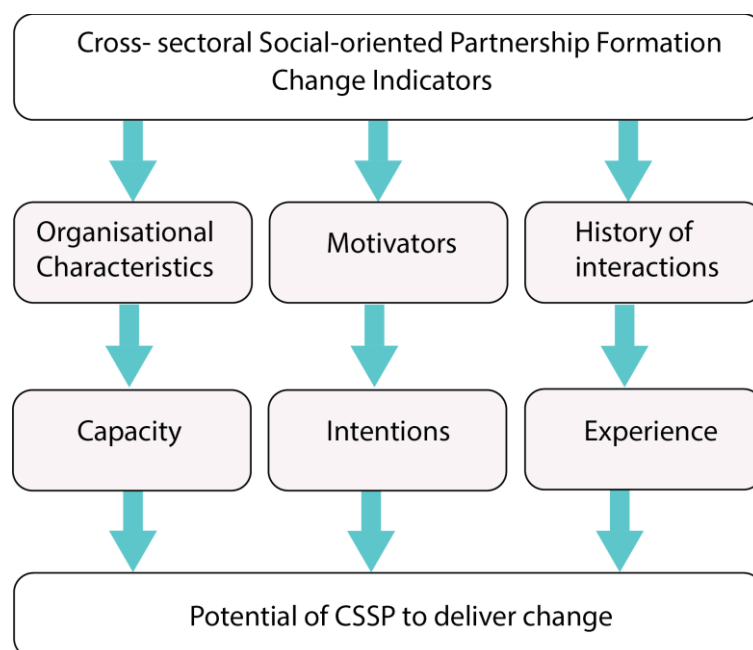 Cross- sectoral Social-oriented Partnership Formation
Change Indicators
Organisational
Characteristics
Motivators
History of
interactions
Capacity
Intentions
Experience
Potential of CSSP to deliver change